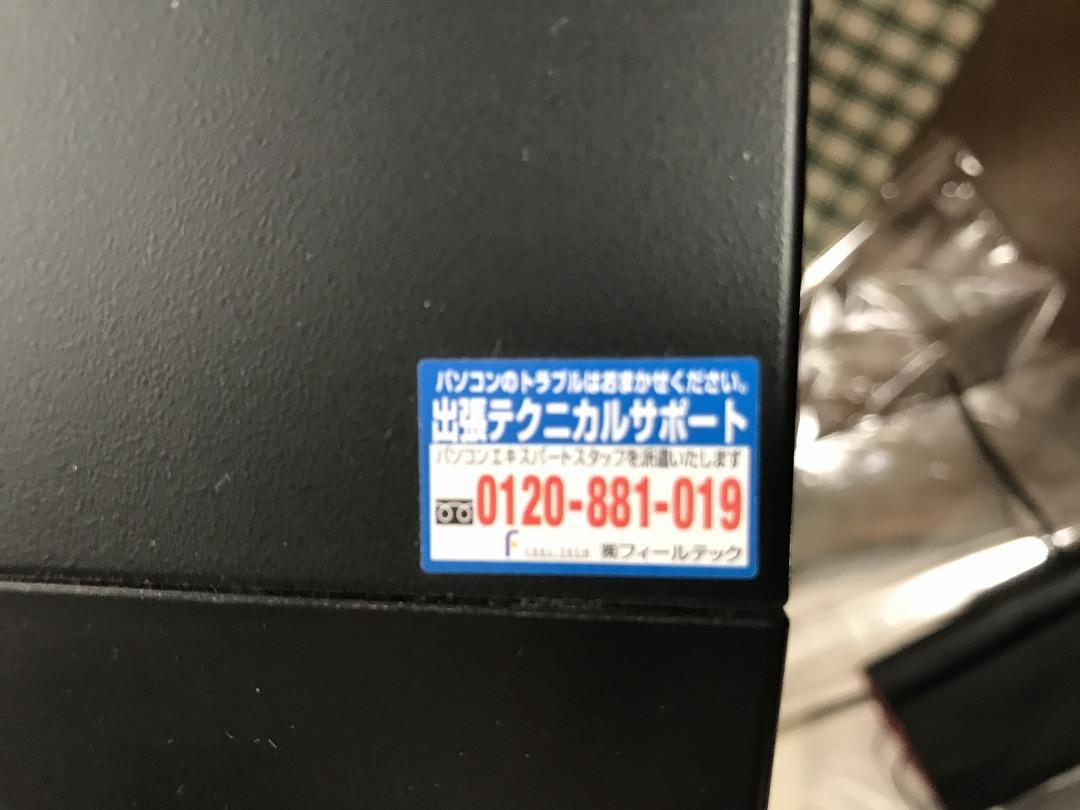 パソコンのトラブルはおまかせください。
出張テクニカルサポート
パソコンエキスパートスタッフを派遣いたします
0120-881-019
㈱フィールテック